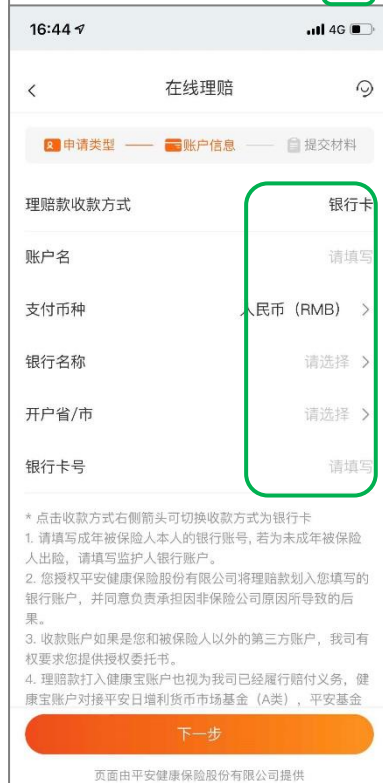 16:44
4G
在线理赔
申请类型
账户信息
提交材料
理赔款收款方式 银行卡
账户名 请填写
支付币种 人民币（RMB）
银行名称 请选择
开户省/市 请选择
银行卡号 请填写
* 点击收款方式右侧箭头可切换收款方式为银行卡
1. 请填写成年被保险人本人的银行账号, 若为未成年被保险
人出险，请填写监护人银行账户。
2. 您授权平安健康保险股份有限公司将理赔款划入您填写的
银行账户，并同意负责承担因非保险公司原因所导致的后
果。
3. 收款账户如果是您和被保险人以外的第三方账户，我司有
权要求您提供授权委托书。
4. 理赔款打入健康宝账户也视为我司已经履行赔付义务，健
康宝账户对接平安日增利货币市场基金（A类），平安基金
下一步
页面由平安健康保险股份有限公司提供